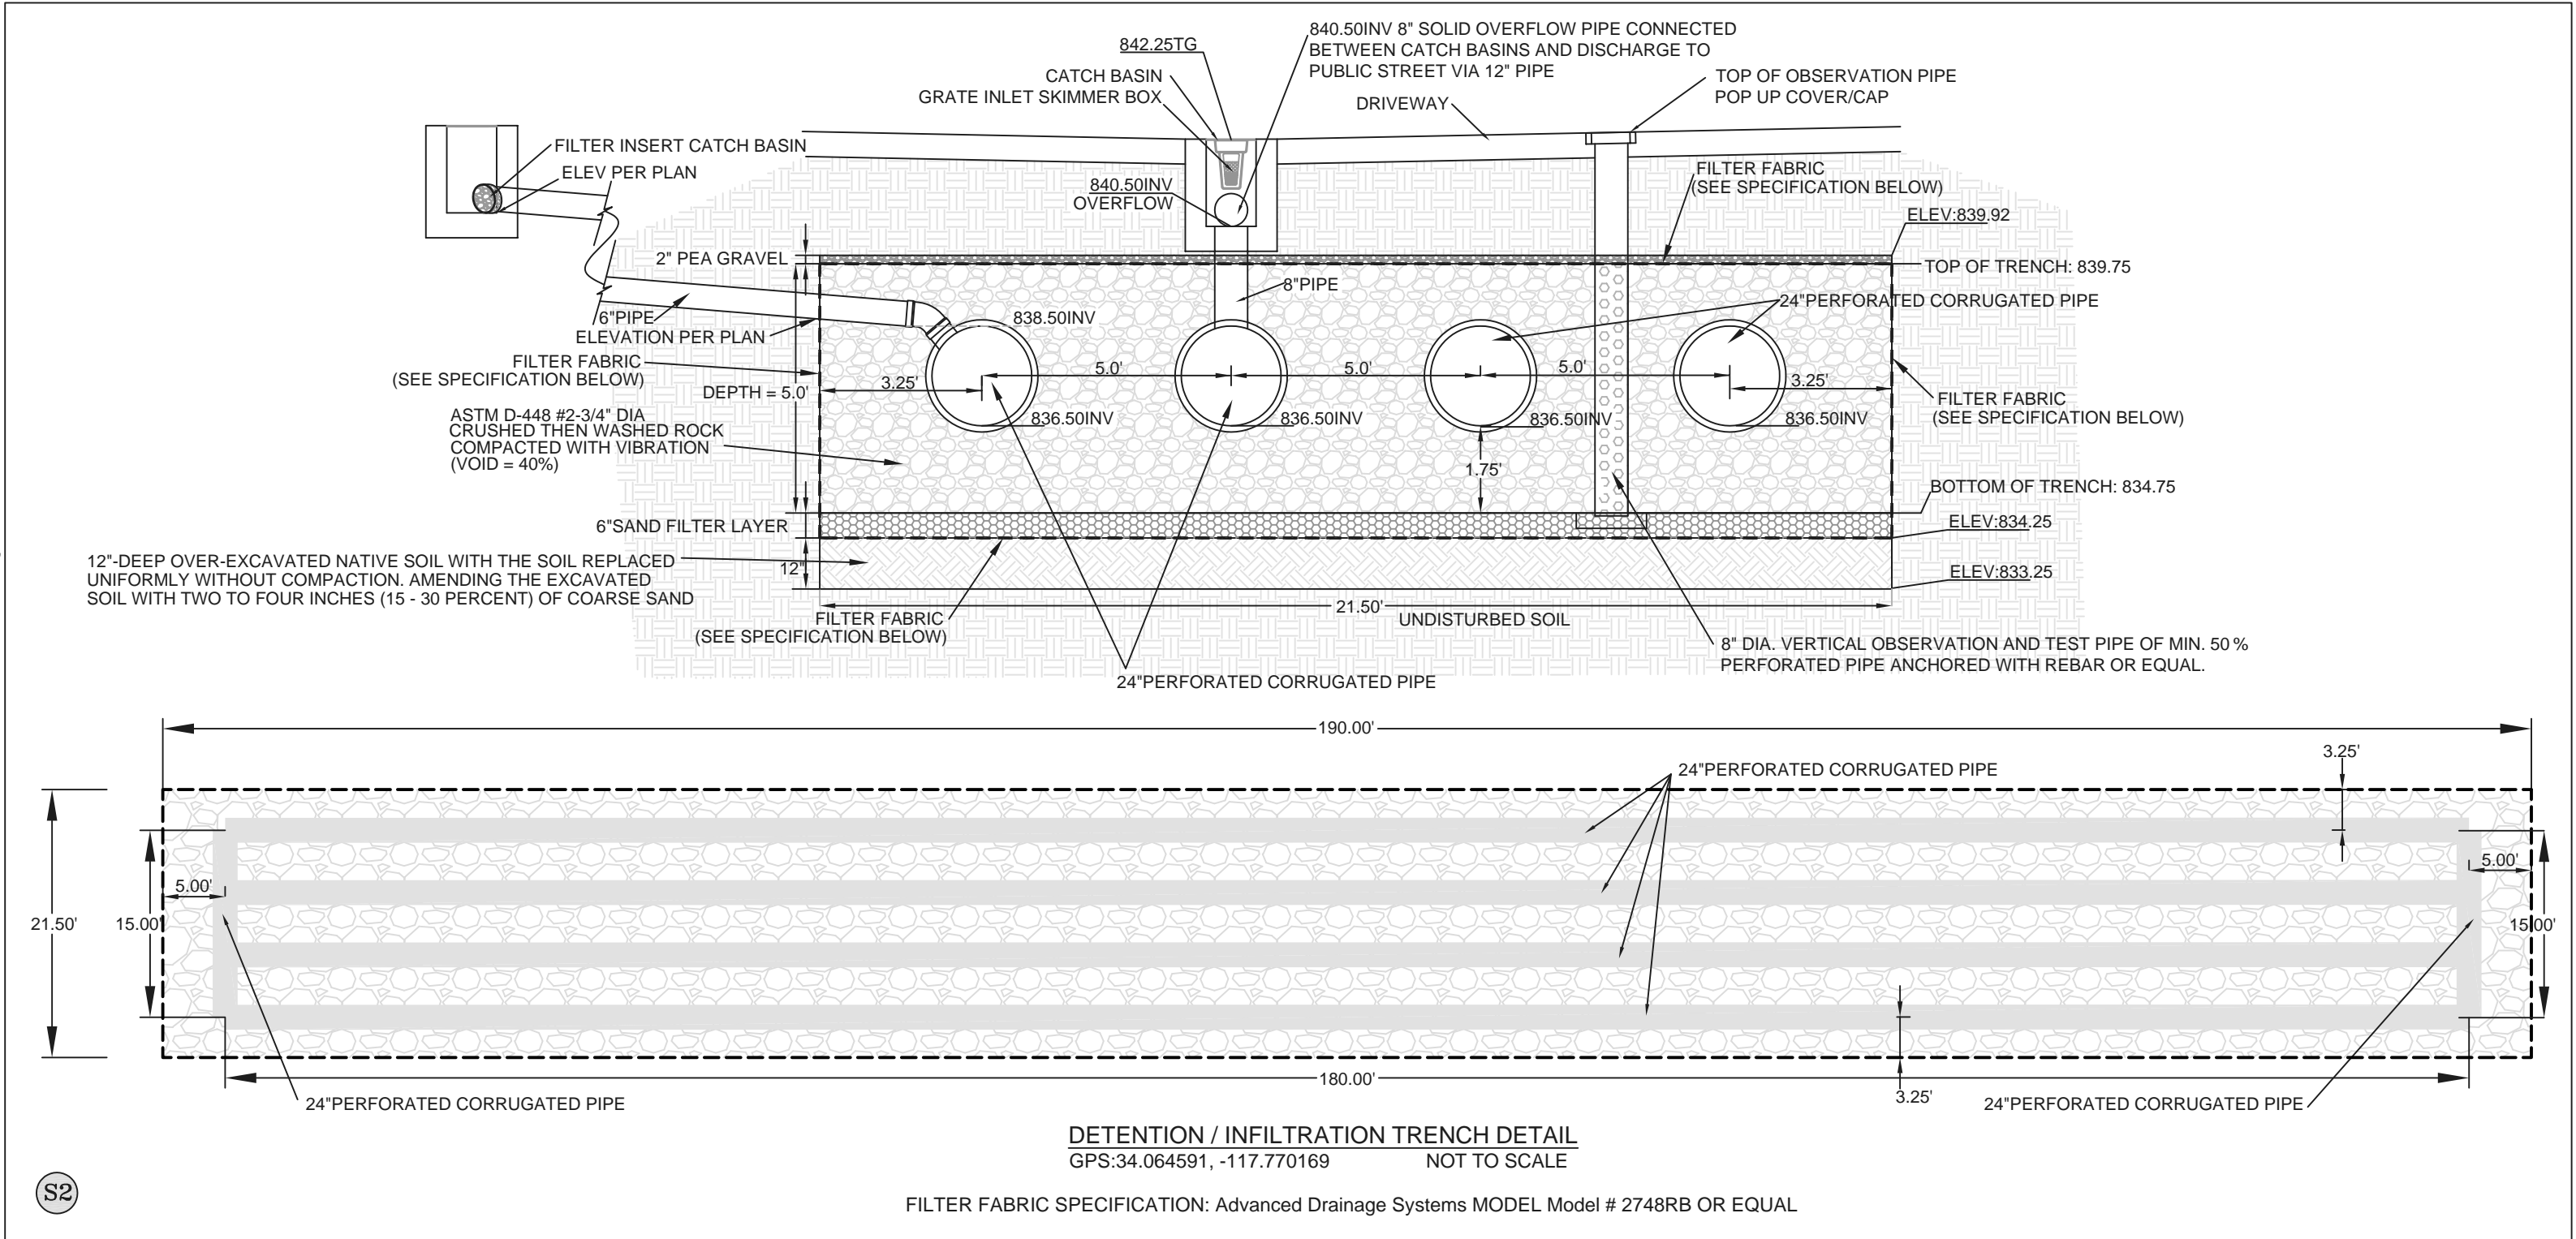 840.50INV 8" SOLID OVERFLOW PIPE CONNECTED
BETWEEN CATCH BASINS AND DISCHARGE TO
PUBLIC STREET VIA 12" PIPE
842.25TG
CATCH BASIN
GRATE INLET SKIMMER BOX
DRIVEWAY
TOP OF OBSERVATION PIPE
POP UP COVER/CAP
FILTER INSERT CATCH BASIN
ELEV PER PLAN
840.50INV
OVERFLOW
FILTER FABRIC
(SEE SPECIFICATION BELOW)
ELEV:839.92
2" PEA GRAVEL
TOP OF TRENCH: 839.75
8"PIPE
24"PERFORATED CORRUGATED PIPE
6"PIPE
ELEVATION PER PLAN
838.50INV
FILTER FABRIC
(SEE SPECIFICATION BELOW)
DEPTH = 5.0'
3.25'
5.0'
5.0'
5.0'
3.25'
836.50INV
836.50INV
836.50INV
836.50INV
FILTER FABRIC
(SEE SPECIFICATION BELOW)
ASTM D-448 #2-3/4" DIA
CRUSHED THEN WASHED ROCK
COMPACTED WITH VIBRATION
(VOID = 40%)
1.75'
BOTTOM OF TRENCH: 834.75
6"SAND FILTER LAYER
ELEV:834.25
12"-DEEP OVER-EXCAVATED NATIVE SOIL WITH THE SOIL REPLACED
UNIFORMLY WITHOUT COMPACTION. AMENDING THE EXCAVATED
SOIL WITH TWO TO FOUR INCHES (15 - 30 PERCENT) OF COARSE SAND
12"
ELEV:833.25
21.50'
FILTER FABRIC
(SEE SPECIFICATION BELOW)
UNDISTURBED SOIL
8" DIA. VERTICAL OBSERVATION AND TEST PIPE OF MIN. 50 %
PERFORATED PIPE ANCHORED WITH REBAR OR EQUAL.
24"PERFORATED CORRUGATED PIPE
190.00'
3.25'
24"PERFORATED CORRUGATED PIPE
5.00'
5.00'
21.50'
15.00'
15.00'
180.00'
3.25'
24"PERFORATED CORRUGATED PIPE
24"PERFORATED CORRUGATED PIPE
DETENTION / INFILTRATION TRENCH DETAIL
GPS:34.064591, -117.770169 NOT TO SCALE
S2
FILTER FABRIC SPECIFICATION: Advanced Drainage Systems MODEL Model # 2748RB OR EQUAL